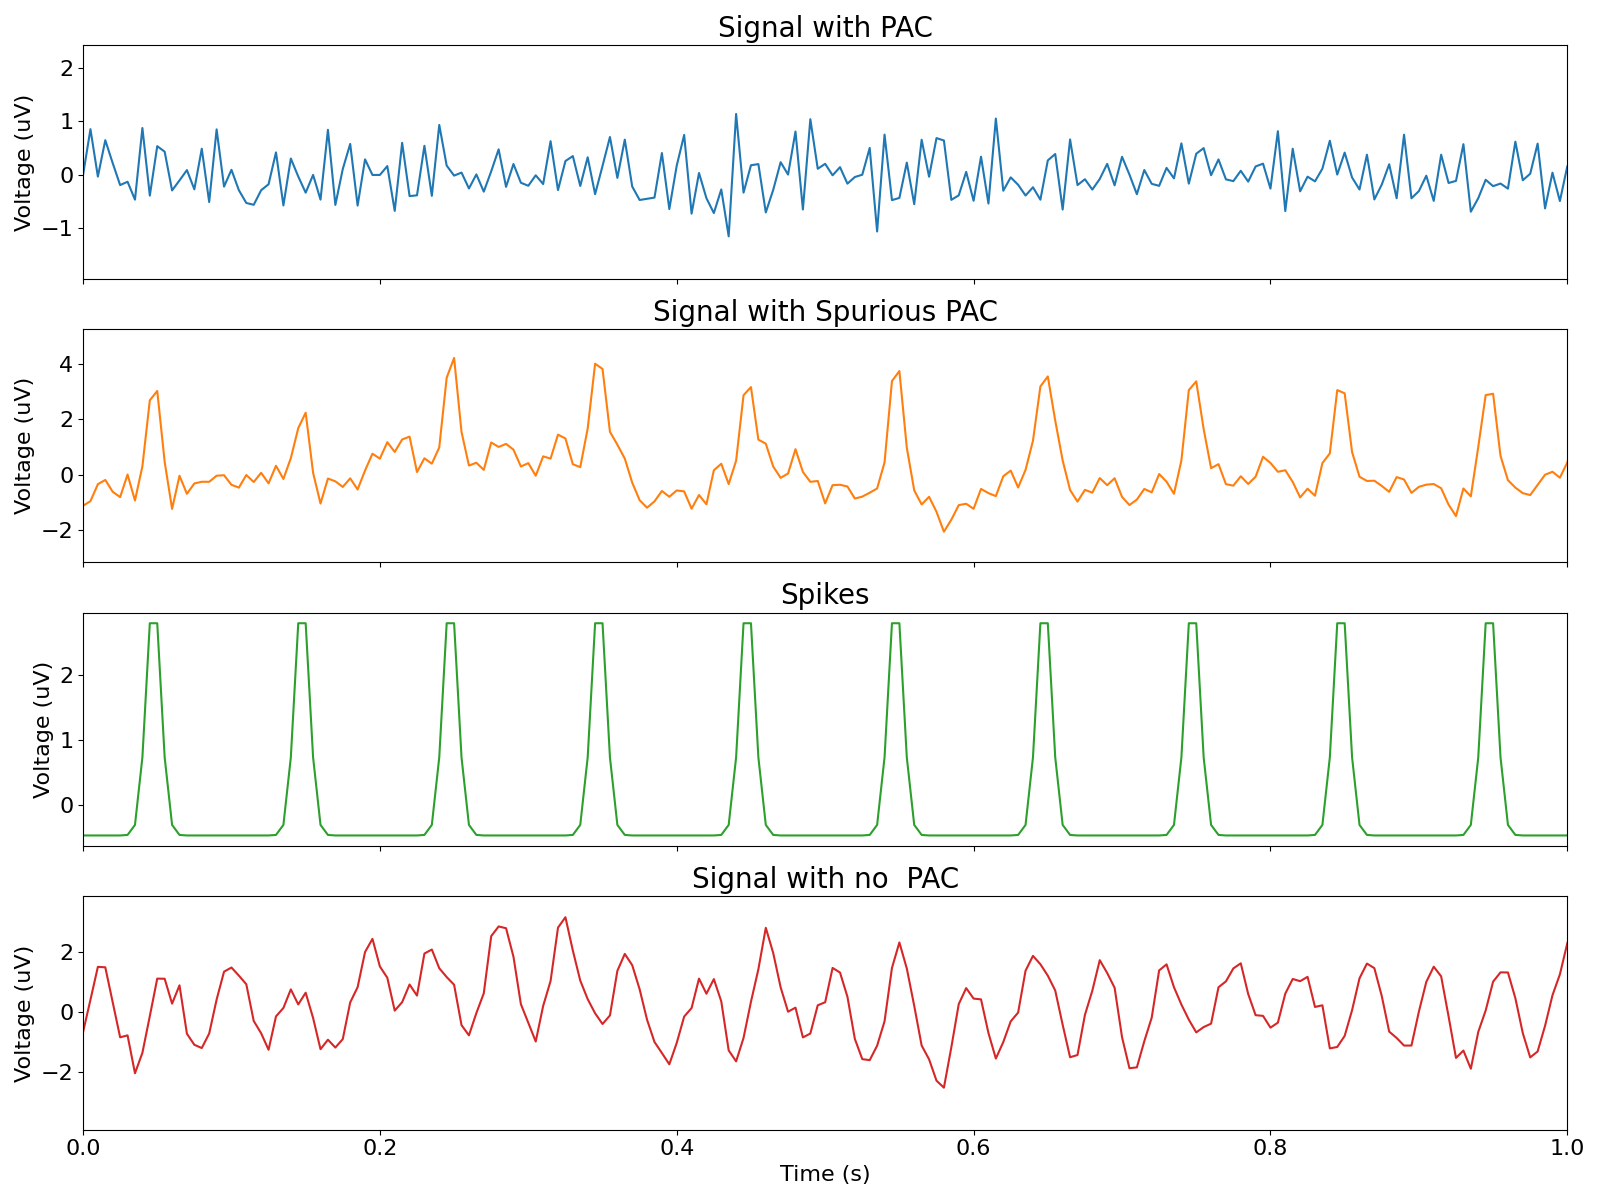 Signal with PAC
Voltage (uV)
2
1
0
−1
Signal with Spurious PAC
Voltage (uV)
4
2
0
−2
Spikes
Voltage (uV)
2
1
0
Signal with no  PAC
Voltage (uV)
2
0
−2
0.0 0.2 0.4 0.6 0.8 1.0
Time (s)